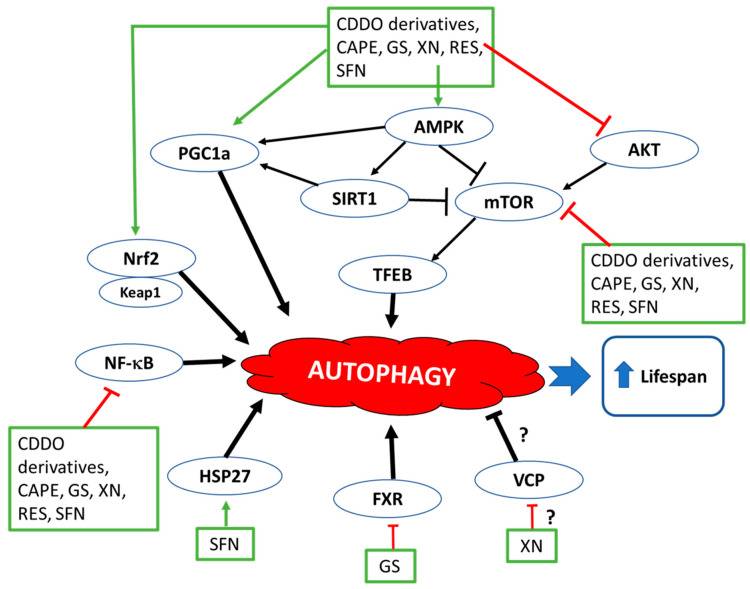 CDDO derivatives,
CAPE, GS, XN, RES,
SFN
AMPK
PGC1a
AKT
SIRT1
mTOR
Nrf2
Keap1
TFEB
CDDO derivatives,
CAPE, GS, XN,
RES, SFN
NF-κB
AUTOPHAGY
Lifespan
CDDO
derivatives,
CAPE, GS, XN,
RES, SFN
HSP27
FXR
VCP
?
?
SFN
GS
XN